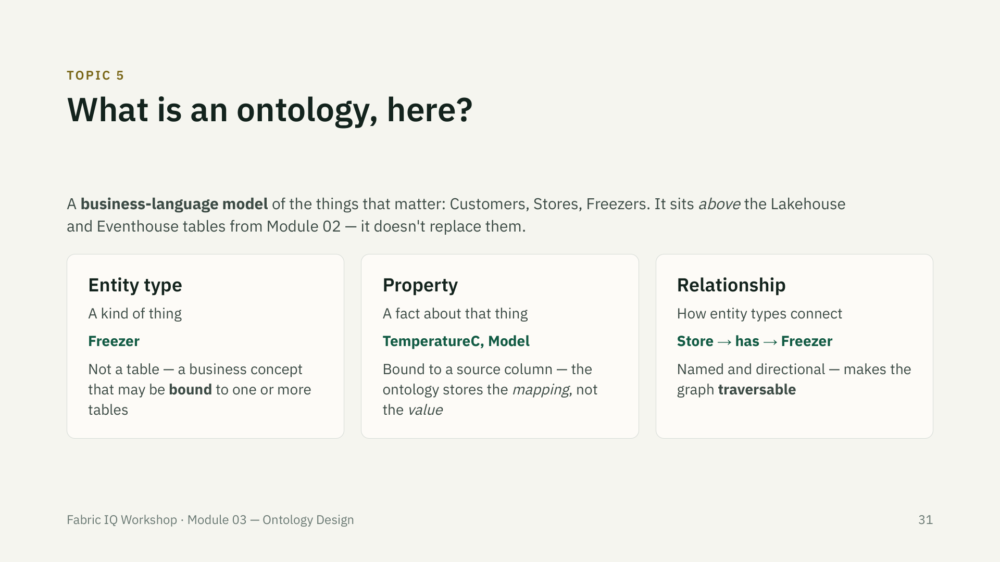 TOPIC 5
What is an ontology, here?
A business-language model of the things that matter: Customers, Stores, Freezers. It sits above the Lakehouse
and Eventhouse tables from Module 02 — it doesn't replace them.
Entity type
A kind of thing
Freezer
Not a table — a business concept
that may be bound to one or more
tables
Property
A fact about that thing
TemperatureC, Model
Bound to a source column — the
ontology stores the mapping, not
the value
Relationship
How entity types connect
Store → has → Freezer
Named and directional — makes the
graph traversable
Fabric IQ Workshop · Module 03 — Ontology Design
31